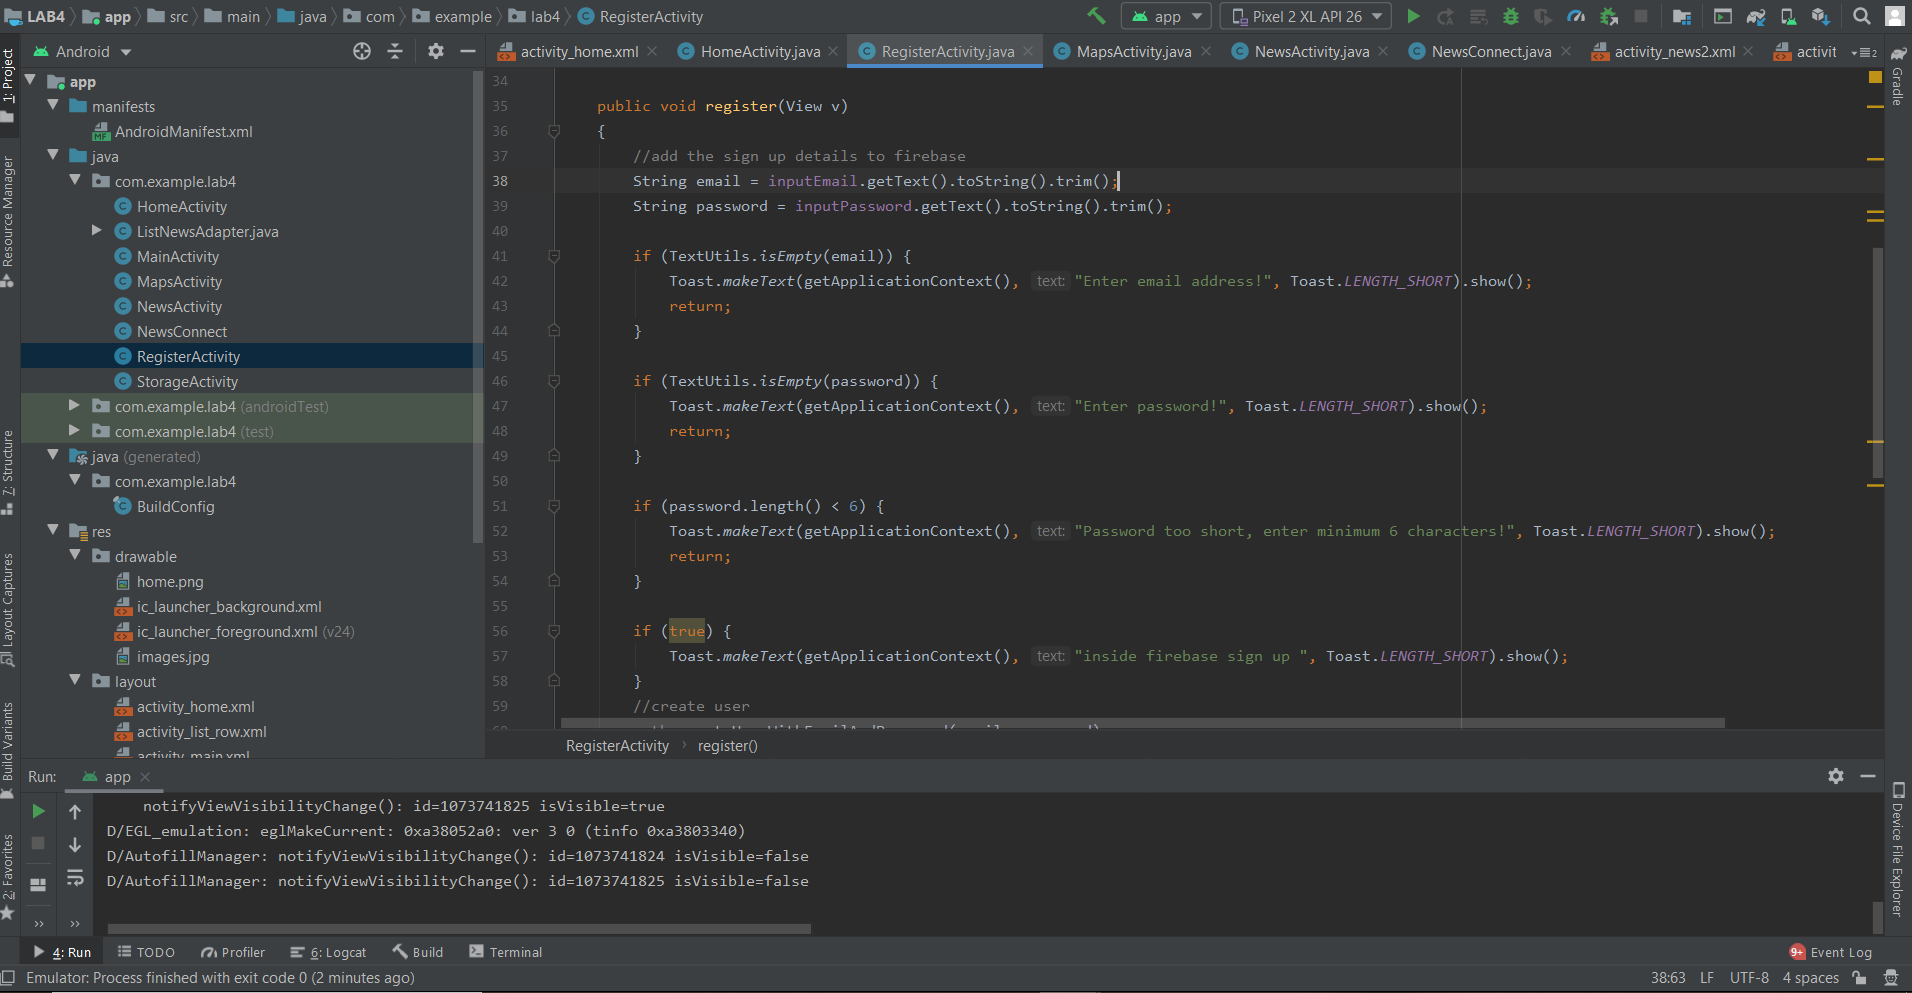 LAB4 app src main java com example lab4 RegisterActivity
app Pixel 2 XL API 26
Android
activity_home.xml HomeActivity.java RegisterActivity.java MapsActivity.java NewsActivity.java NewsConnect.java activity_news2.xml activit
1: Project
Resource Manager
7: Structure
Layout Captures
Build Variants
2: Favorites
app
manifests
AndroidManifest.xml
java
com.example.lab4
HomeActivity
ListNewsAdapter.java
MainActivity
MapsActivity
NewsActivity
NewsConnect
RegisterActivity
StorageActivity
com.example.lab4 (androidTest)
com.example.lab4 (test)
java (generated)
com.example.lab4
BuildConfig
res
drawable
home.png
ic_launcher_background.xml
ic_launcher_foreground.xml (v24)
images.jpg
layout
activity_home.xml
activity_list_row.xml
activity_main.xml
34
35 public void register(View v)
36 {
37 //add the sign up details to firebase
38 String email = inputEmail.getText().toString().trim();
39 String password = inputPassword.getText().toString().trim();
40
41 if (TextUtils.isEmpty(email)) {
42 Toast.makeText(getApplicationContext(), text: "Enter email address!", Toast.LENGTH_SHORT).show();
43 return;
44 }
45
46 if (TextUtils.isEmpty(password)) {
47 Toast.makeText(getApplicationContext(), text: "Enter password!", Toast.LENGTH_SHORT).show();
48 return;
49 }
50
51 if (password.length() < 6) {
52 Toast.makeText(getApplicationContext(), text: "Password too short, enter minimum 6 characters!", Toast.LENGTH_SHORT).show();
53 return;
54 }
55
56 if (true) {
57 Toast.makeText(getApplicationContext(), text: "inside firebase sign up ", Toast.LENGTH_SHORT).show();
58 }
59 //create user
RegisterActivity register()
Gradle
Device File Explorer
Run: app
notifyViewVisibilityChange(): id=1073741825 isVisible=true
D/EGL_emulation: eglMakeCurrent: 0xa38052a0: ver 3 0 (tinfo 0xa3803340)
D/AutofillManager: notifyViewVisibilityChange(): id=1073741824 isVisible=false
D/AutofillManager: notifyViewVisibilityChange(): id=1073741825 isVisible=false
4: Run TODO Profiler 6: Logcat Build Terminal 9+ Event Log
Emulator: Process finished with exit code 0 (2 minutes ago) 38:63 LF UTF-8 4 spaces